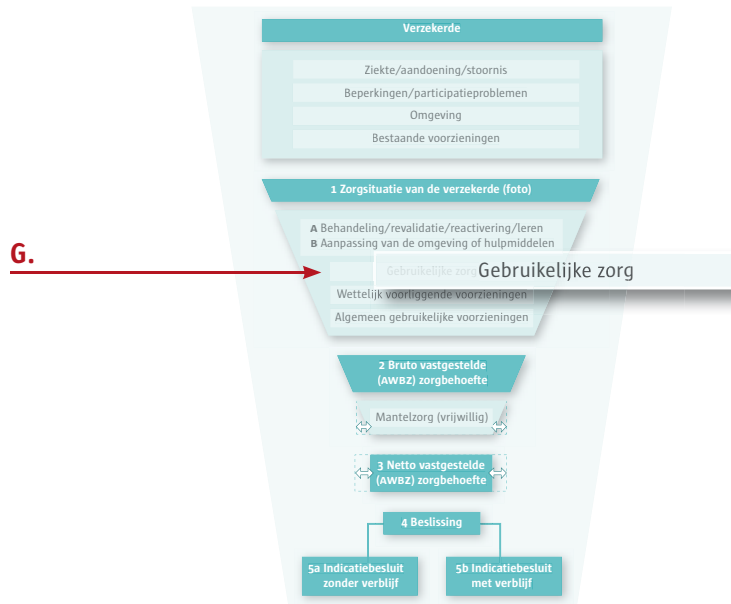 Verzekerde
Ziekte/aandoening/stoornis
Beperkingen/participatieproblemen
Omgeving
Bestaande voorzieningen
1 Zorgsituatie van de verzekerde (foto)
A Behandeling/revalidatie/reactivering/leren
B Aanpassing van de omgeving of hulpmiddelen
G.
Gebruikelijke zorg
Gebruikelijke zorg
Wettelijk voorliggende voorzieningen
Algemeen gebruikelijke voorzieningen
2 Bruto vastgestelde
(AWBZ) zorgbehoefte
Mantelzorg (vrijwillig)
3 Netto vastgestelde
(AWBZ) zorgbehoefte
4 Beslissing
5a Indicatiebesluit
zonder verblijf
5b Indicatiebesluit
met verblijf